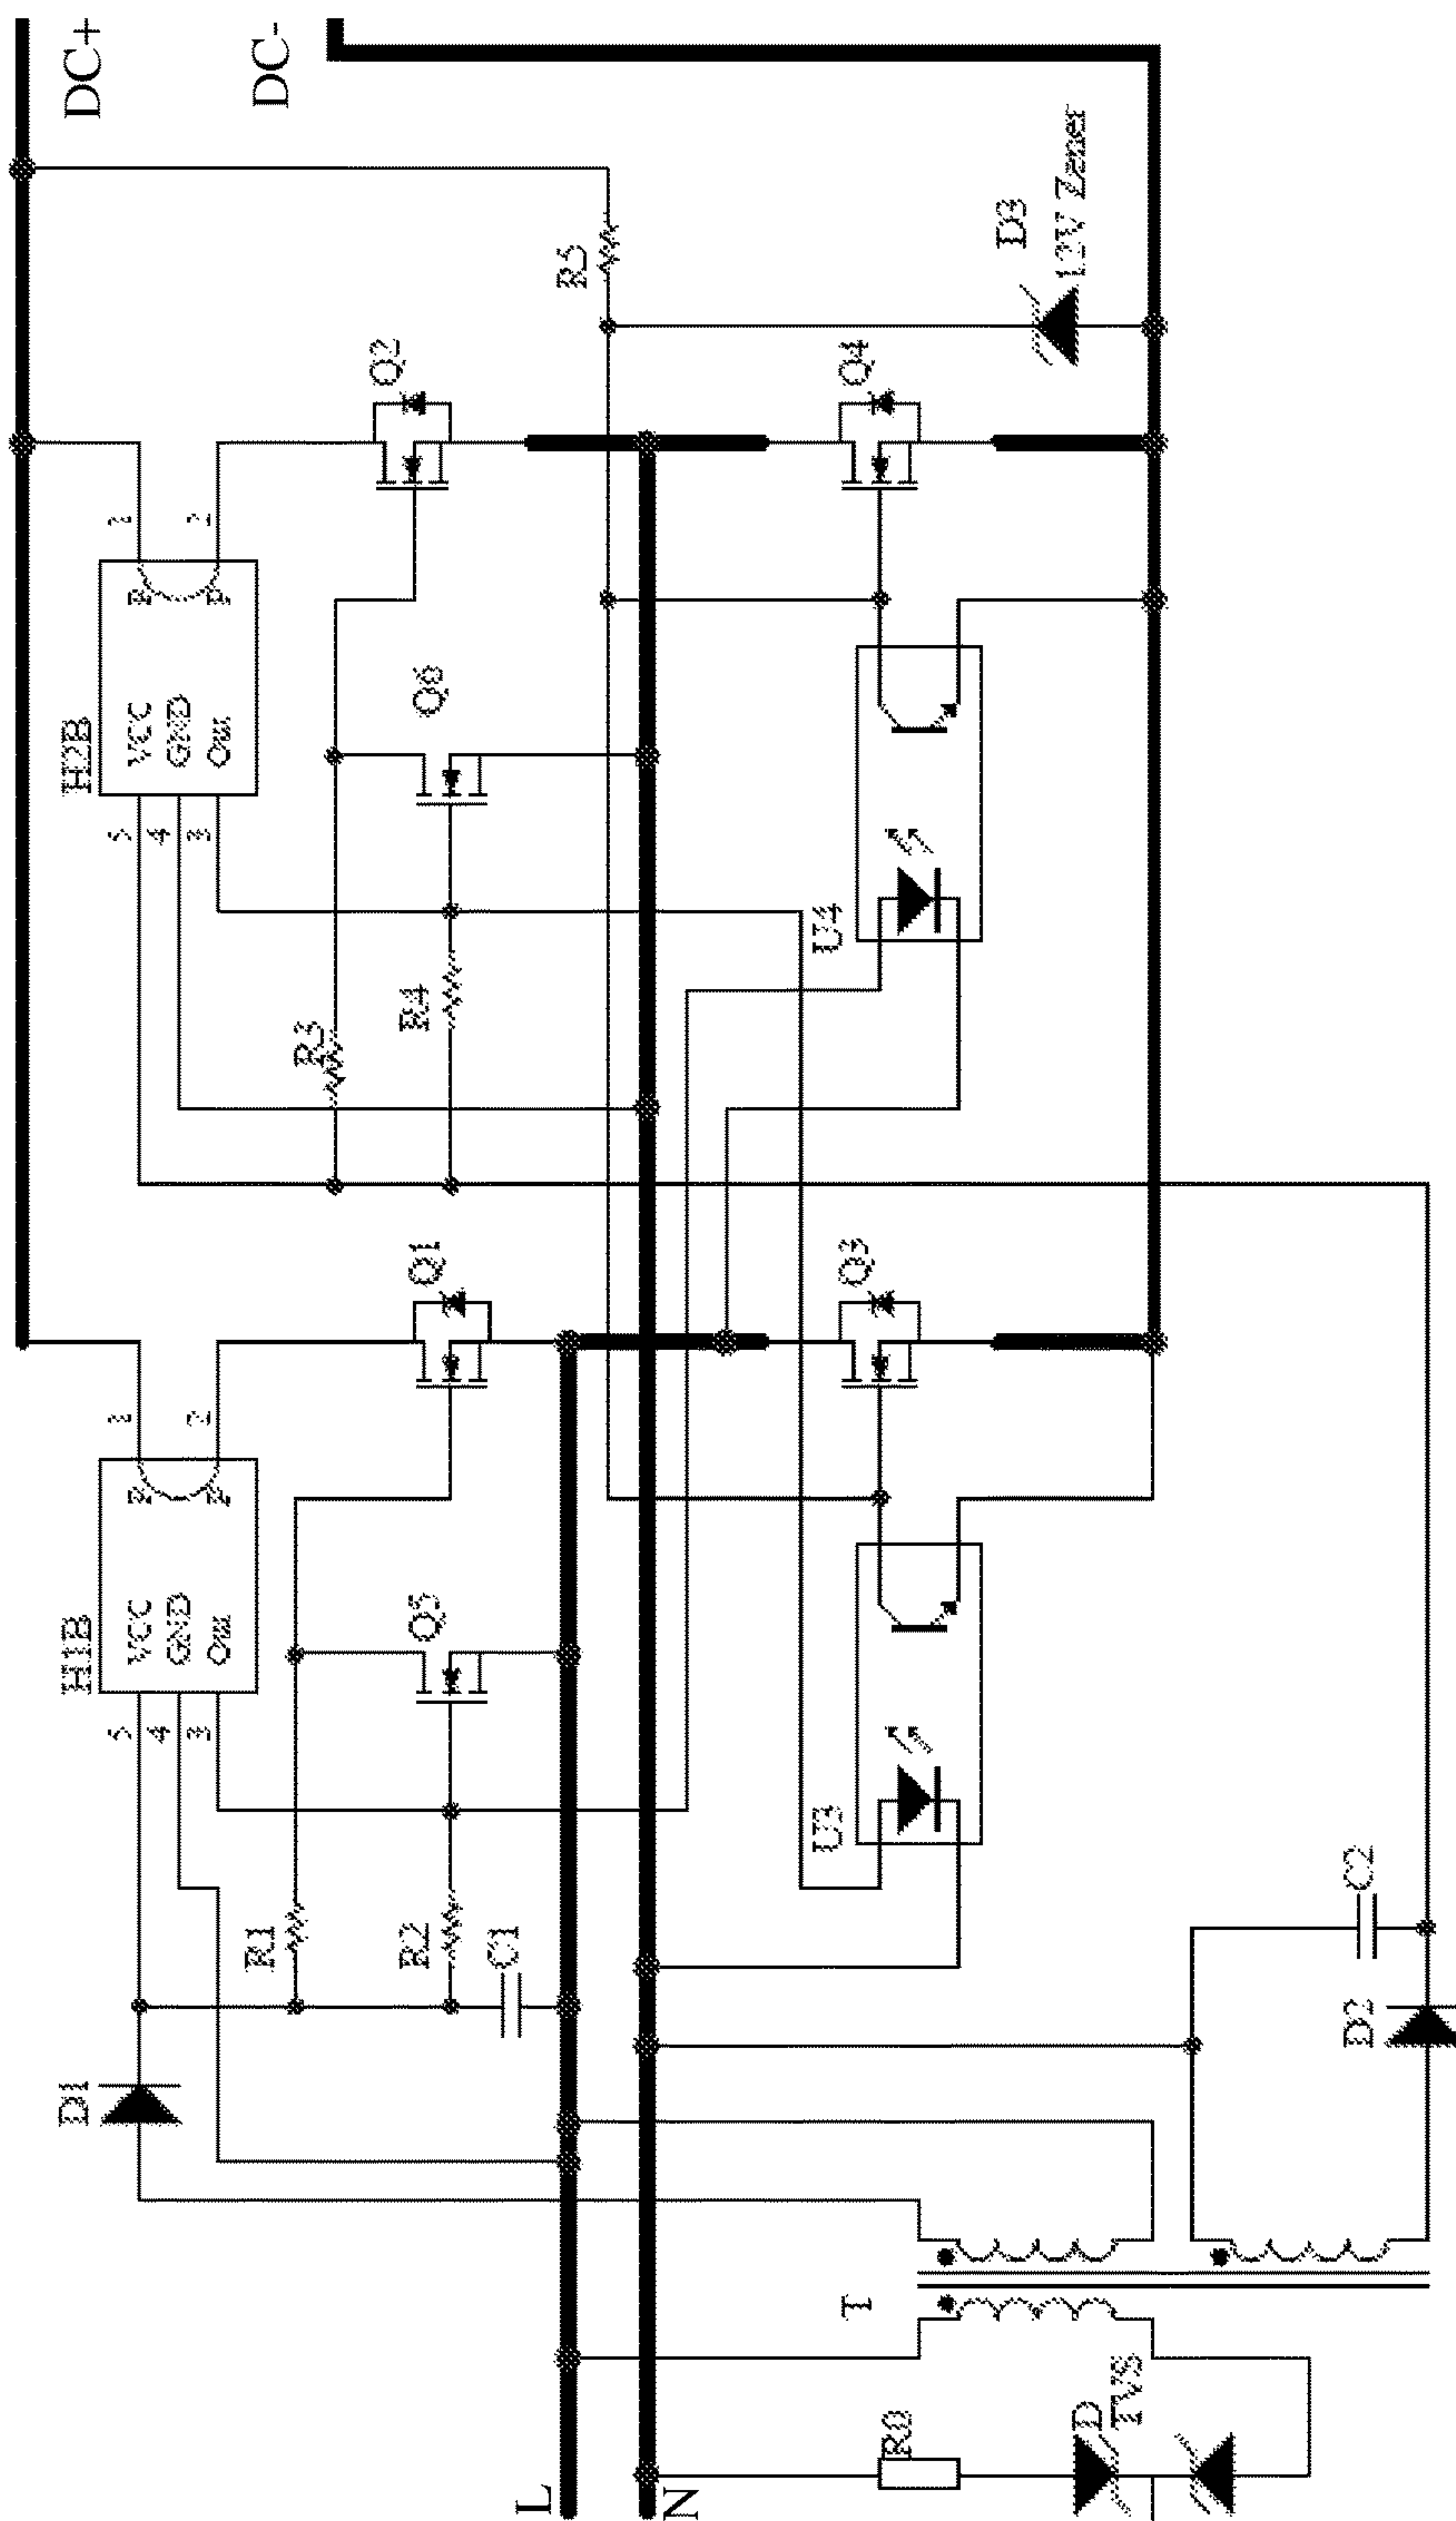 DC+
DC-
H1B
VCC
GND
Out
P
P
5
4
3
1
2
H2B
VCC
GND
Out
P
P
5
4
3
1
2
D1
R1
R2
C1
Q5
Q1
R3
R4
Q6
Q2
R5
L
N
U3
Q3
U4
Q4
D3
12V Zener
T
R0
D
TVS
D2
C2